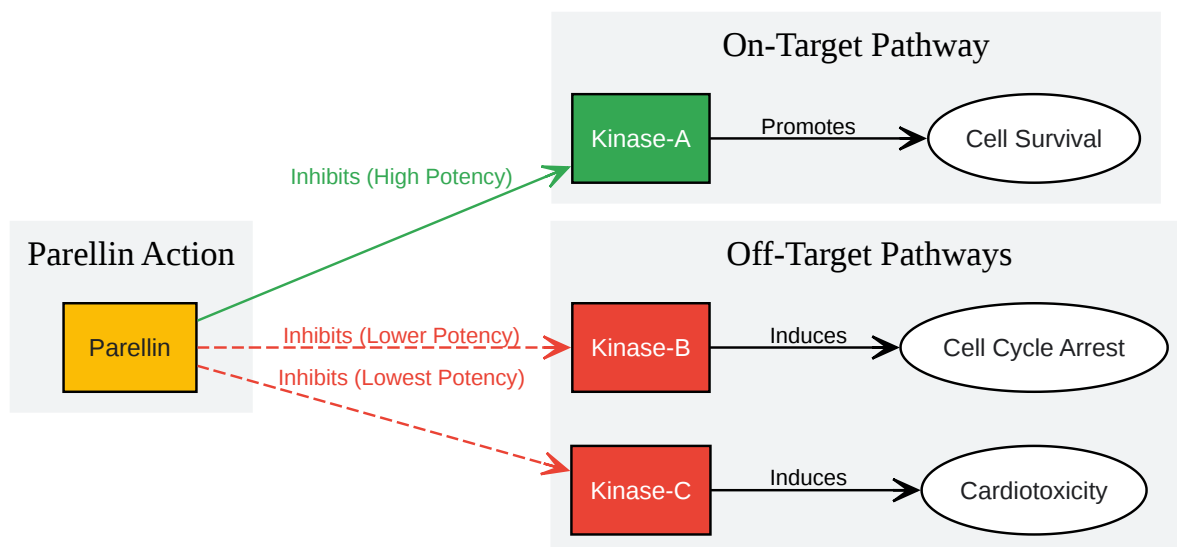 On-Target Pathway
Kinase-A
Promotes
Cell Survival
Inhibits (High Potency)
Parellin Action
Parellin
Off-Target Pathways
Inhibits (Lower Potency)
Kinase-B
Induces
Cell Cycle Arrest
Inhibits (Lowest Potency)
Kinase-C
Induces
Cardiotoxicity